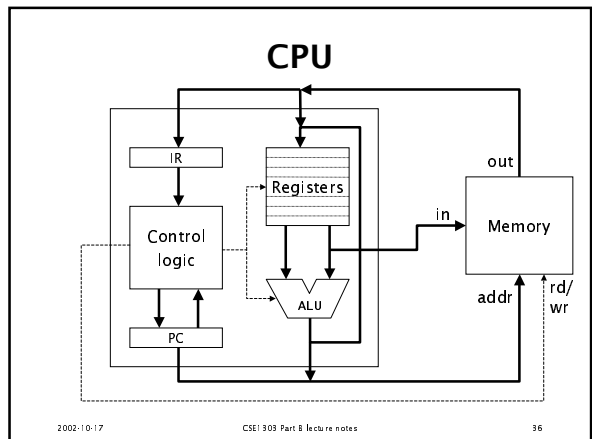 CPU
IR
out
Registers
in
Memory
Control
logic
addr
rd/
wr
ALU
PC
2002-10-17
CSE1303 Part B lecture notes
36